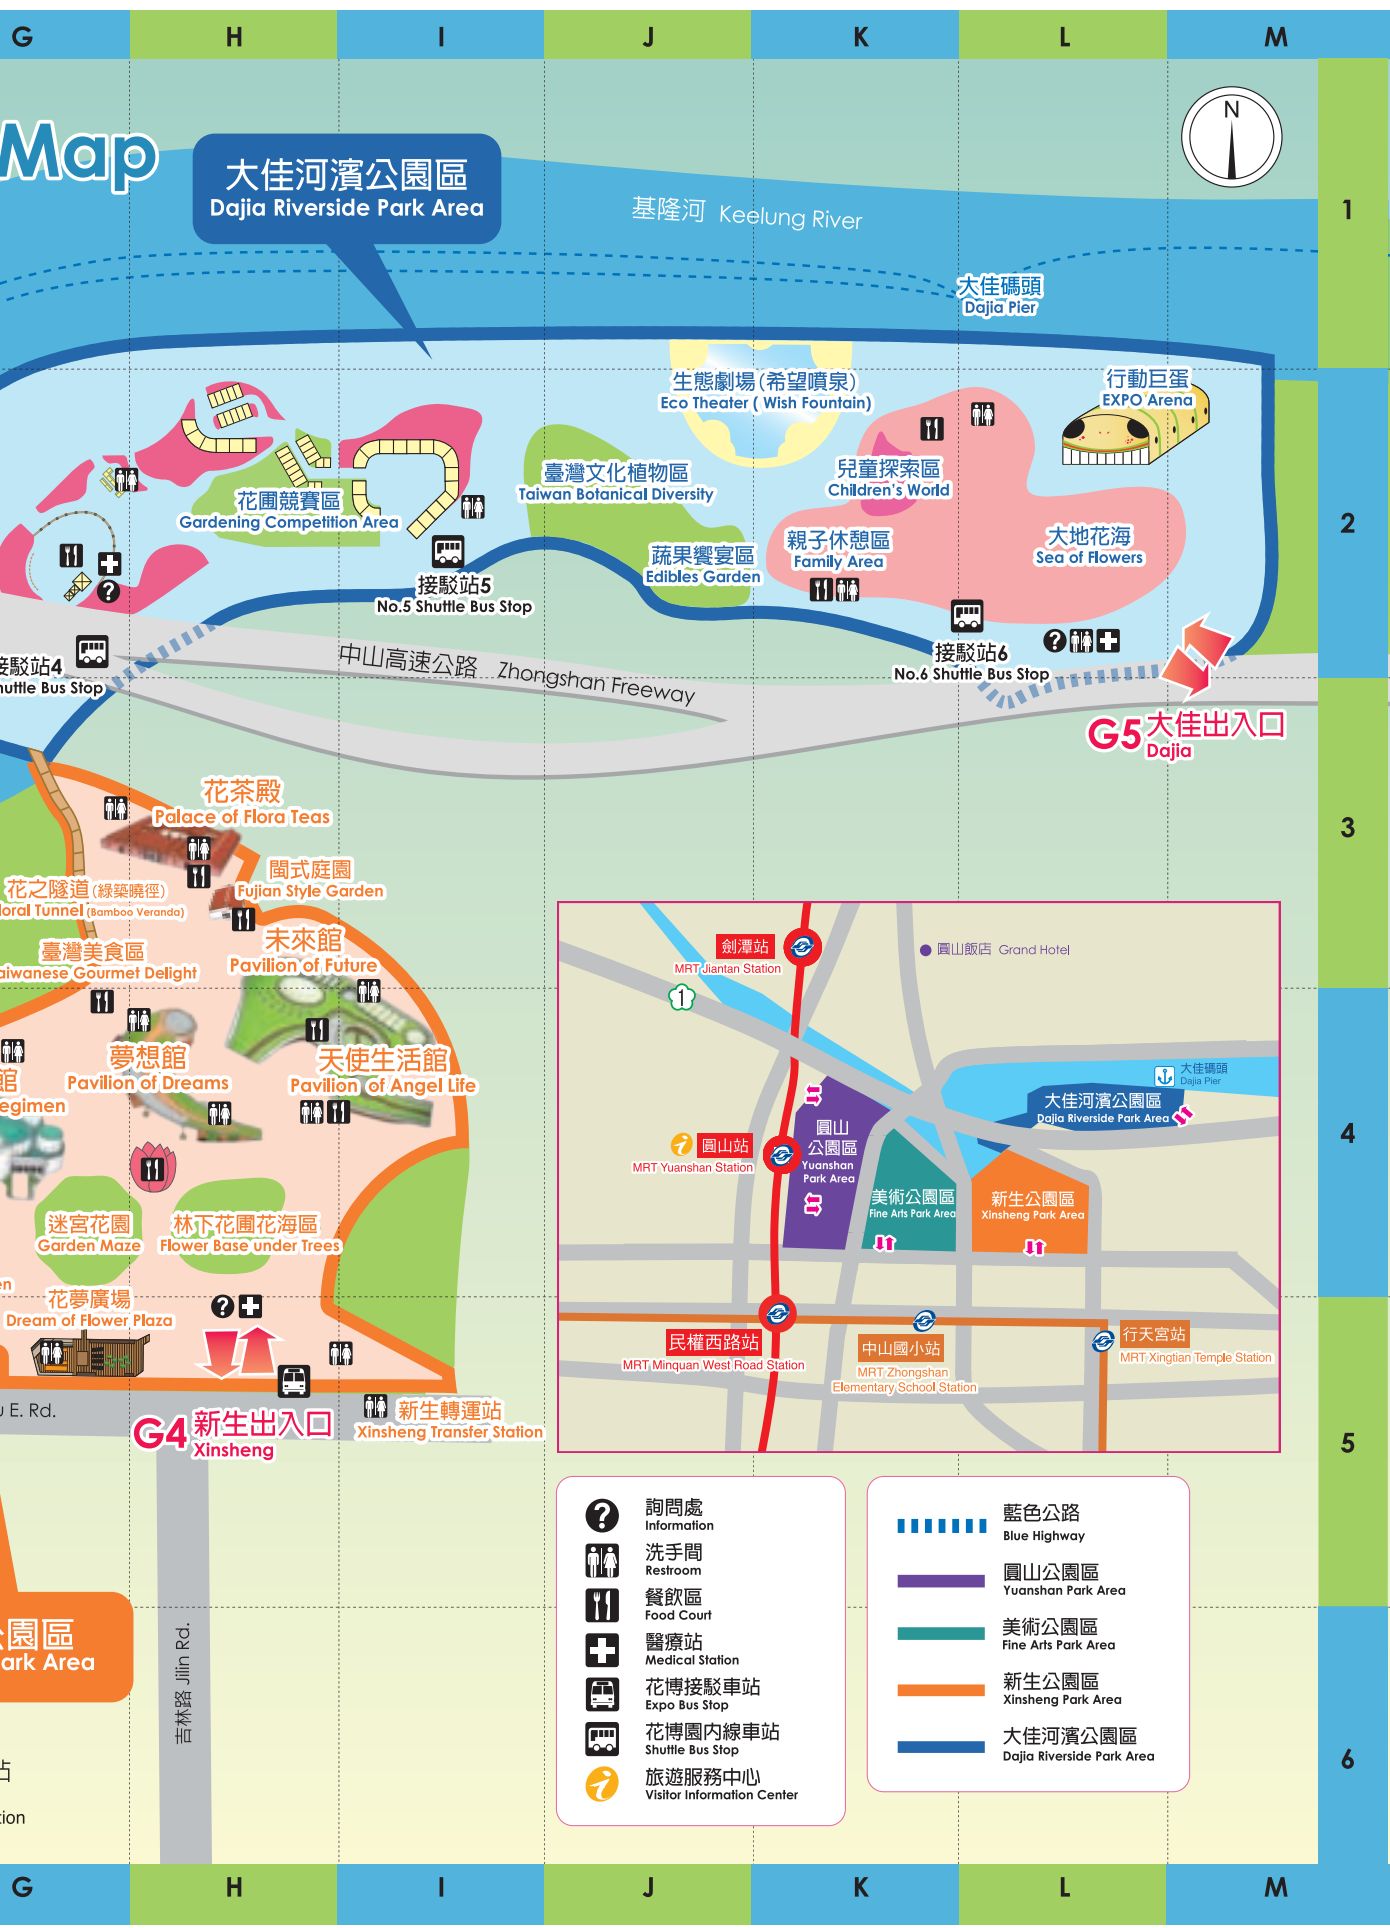 G H I J K L M
Map
大佳河濱公園區
Dajia Riverside Park Area
基隆河 Keelung River
N
1
大佳碼頭
Dajia Pier
生態劇場(希望噴泉)
Eco Theater ( Wish Fountain)
行動巨蛋
EXPO Arena
兒童探索區
Children's World
臺灣文化植物區
Taiwan Botanical Diversity
花圃競賽區
Gardening Competition Area
2
大地花海
Sea of Flowers
親子休憩區
Family Area
蔬果饗宴區
Edibles Garden
接駁站5
No.5 Shuttle Bus Stop
接駁站4
Bus Stop
接駁站6
No.6 Shuttle Bus Stop
中山高速公路 Zhongshan Freeway
G5 大佳出入口
Dajia
花茶殿
Palace of Flora Teas
3
閩式庭園
Fujian Style Garden
花之隧道(綠築曉徑)
Tunnel (Bamboo Veranda)
未來館
Pavilion of Future
臺灣美食區
Gourmet Delight
夢想館
Pavilion of Dreams
天使生活館
Pavilion of Angel Life
館
egimen
4
迷宮花園
Garden Maze
林下花圃花海區
Flower Base under Trees
en
花夢廣場
Dream of Flower Plaza
u E. Rd.
G4 新生出入口
Xinsheng
新生轉運站
Xinsheng Transfer Station
5
劍潭站
MRT Jiantan Station
圓山飯店 Grand Hotel
1
大佳碼頭
Dajia Pier
大佳河濱公園區
Dajia Riverside Park Area
圓山
公園區
Yuanshan
Park Area
圓山站
MRT Yuanshan Station
美術公園區
Fine Arts Park Area
新生公園區
Xinsheng Park Area
民權西路站
MRT Minquan West Road Station
中山國小站
MRT Zhongshan
Elementary School Station
行天宮站
MRT Xingtian Temple Station
詢問處
Information
洗手間
Restroom
餐飲區
Food Court
醫療站
Medical Station
花博接駁車站
Expo Bus Stop
花博園內線車站
Shuttle Bus Stop
旅遊服務中心
Visitor Information Center
藍色公路
Blue Highway
圓山公園區
Yuanshan Park Area
美術公園區
Fine Arts Park Area
新生公園區
Xinsheng Park Area
大佳河濱公園區
Dajia Riverside Park Area
園區
ark Area
吉林路 Jilin Rd.
站
tion
6
G H I J K L M